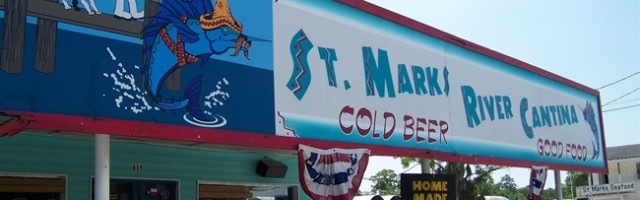 St. Marks River Cantina
COLD BEER
GOOD FOOD
HOME
MADE
St Marks Seafood